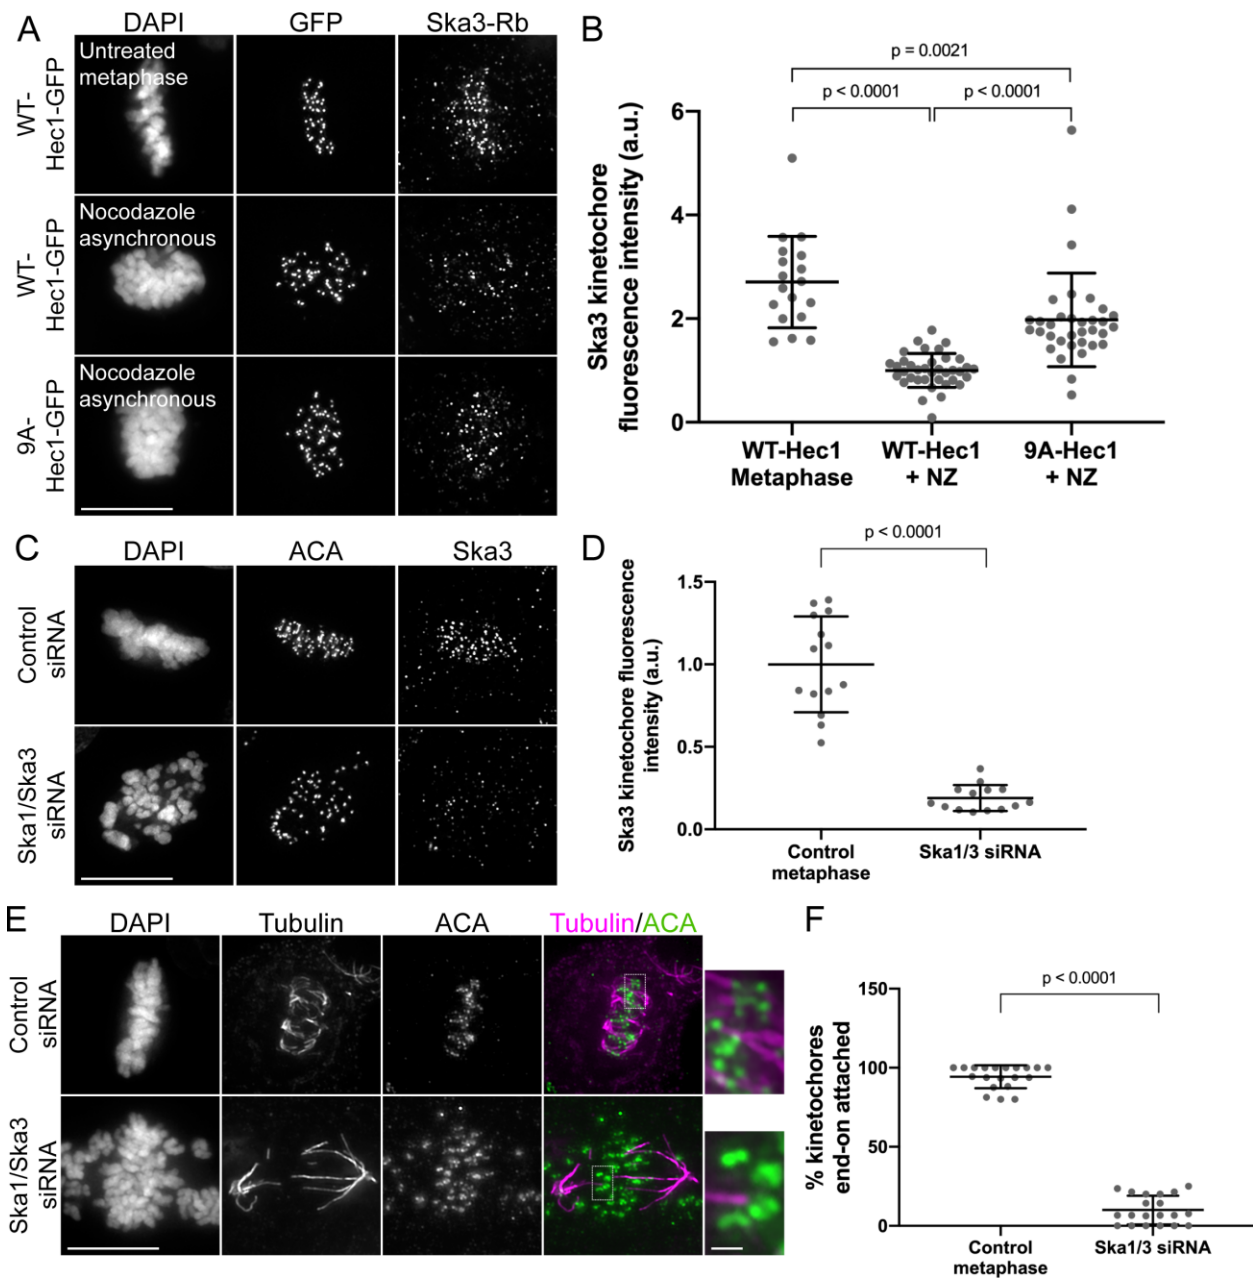 A
DAPI
GFP
Ska3-Rb
WT-
Hec1-GFP
Untreated
metaphase
WT-
Hec1-GFP
Nocodazole
asynchronous
9A-
Hec1-GFP
Nocodazole
asynchronous
B
p = 0.0021
p < 0.0001
p < 0.0001
Ska3 kinetochore
fluorescence intensity (a.u.)
6
4
2
0
WT-Hec1
Metaphase
WT-Hec1
+ NZ
9A-Hec1
+ NZ
C
DAPI
ACA
Ska3
Control
siRNA
Ska1/Ska3
siRNA
D
p < 0.0001
Ska3 kinetochore fluorescence
intensity (a.u.)
1.5
1.0
0.5
0.0
Control
metaphase
Ska1/3 siRNA
E
DAPI
Tubulin
ACA
Tubulin/ACA
Control
siRNA
Ska1/Ska3
siRNA
F
p < 0.0001
% kinetochores
end-on attached
150
100
50
0
Control
metaphase
Ska1/3 siRNA